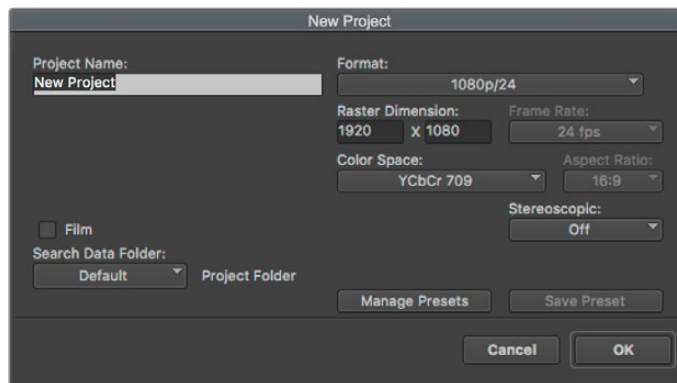 New Project
Project Name:
New Project
Format:
1080p/24
Raster Dimension:
1920 X 1080
Frame Rate:
24 fps
Color Space:
YCbCr 709
Aspect Ratio:
16:9
Stereoscopic:
Off
Film
Search Data Folder:
Default
Project Folder
Manage Presets
Save Preset
Cancel
OK